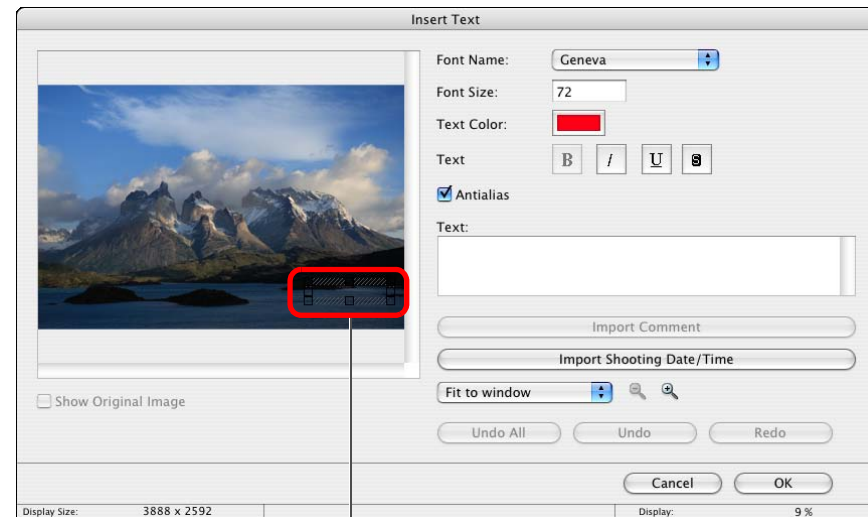 Insert Text
Font Name: Geneva
Font Size: 72
Text Color:
Text B I U S
Antialias
Text:
Import Comment
Import Shooting Date/Time
Fit to window
Show Original Image
Undo All Undo Redo
Cancel OK
Display Size: 3888 x 2592 Display: 9 %